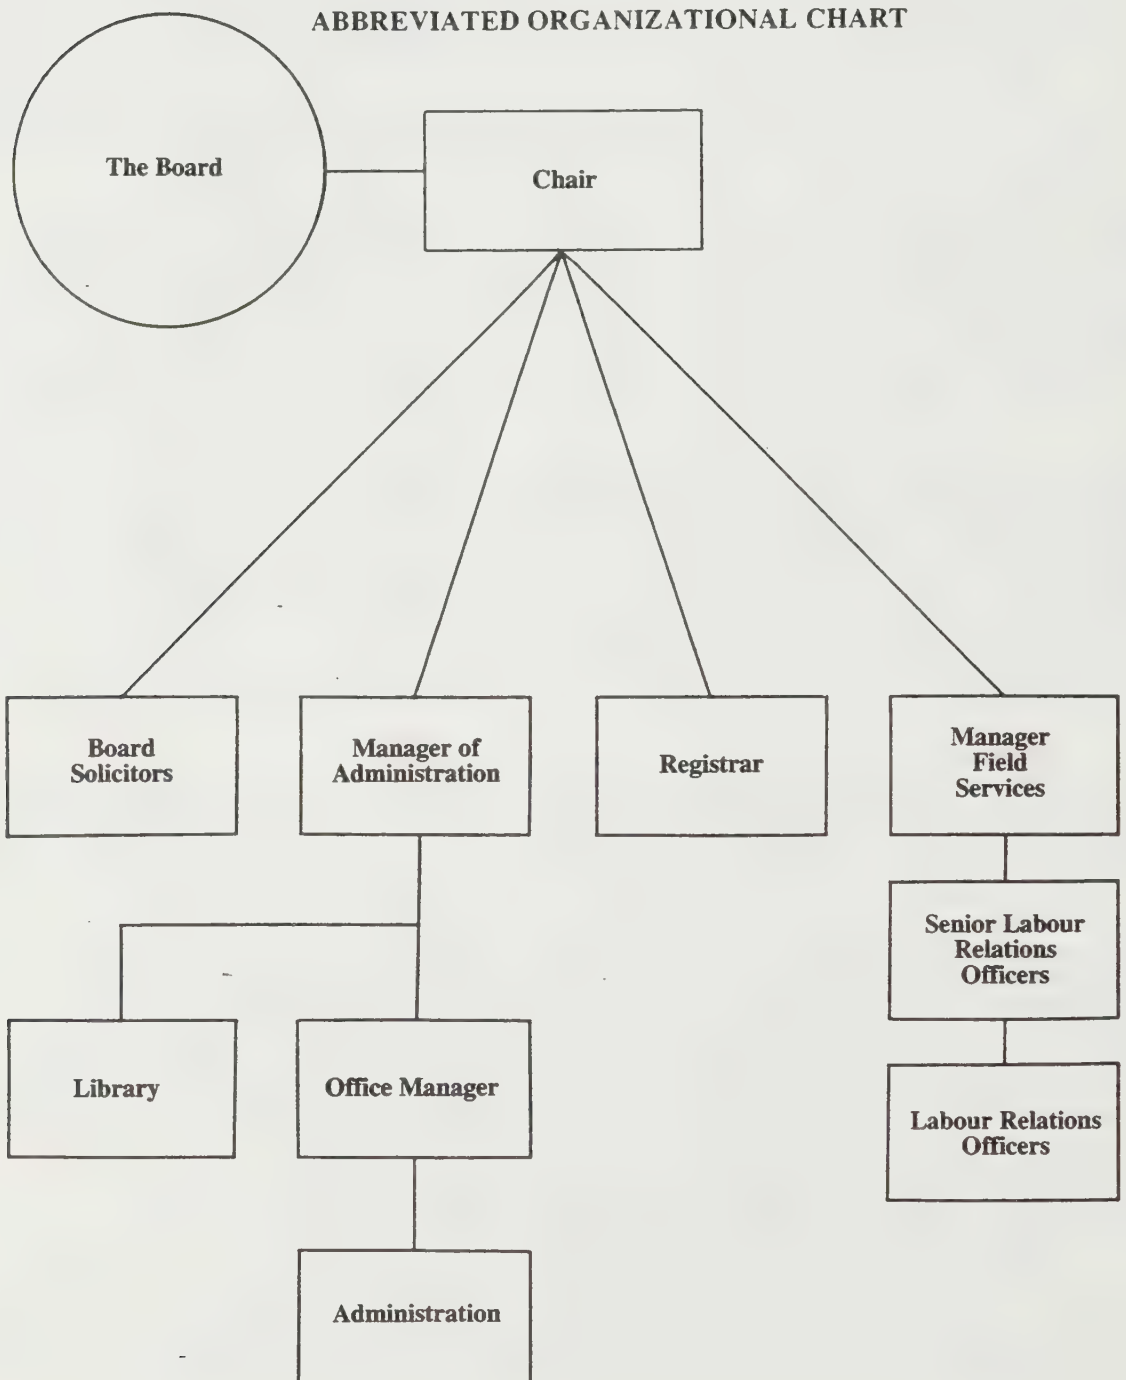 ABBREVIATED ORGANIZATIONAL CHART
The Board
Chair
Board
Solicitors
Manager of
Administration
Registrar
Manager
Field
Services
Senior Labour
Relations
Officers
Library
Office Manager
Labour Relations
Officers
Administration